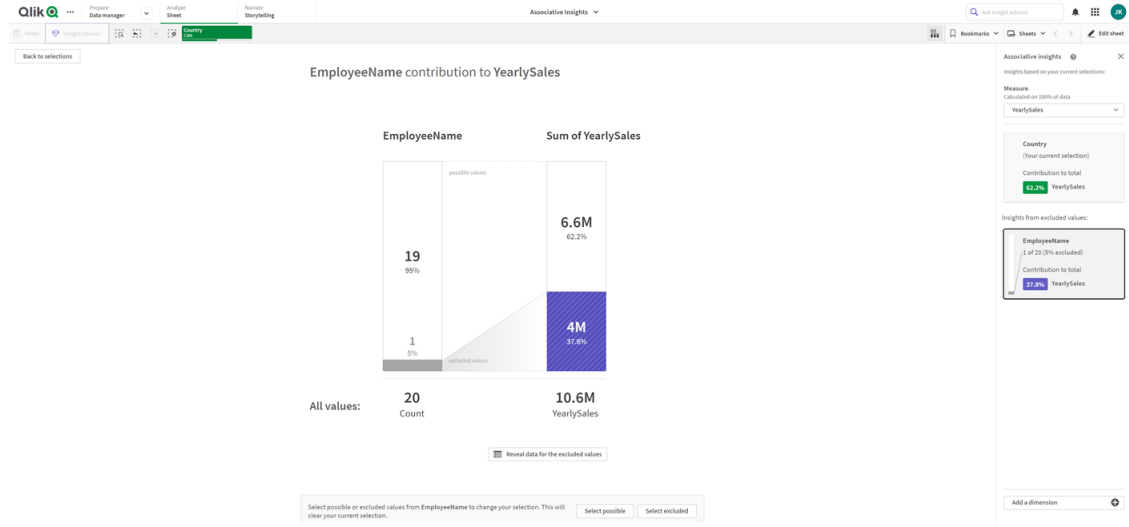 Qlik
Prepare
Data manager
Analyze
Sheet
Narrate
Storytelling
Associative Insights
Ask Insight Advisor
JK
Fields
Insight Advisor
Country
CAN
Bookmarks
Sheets
Edit sheet
Back to selections
EmployeeName contribution to YearlySales
EmployeeName
Sum of YearlySales
possible values
6.6M
62.2%
19
95%
4M
37.8%
1
5%
excluded values
All values:
20
Count
10.6M
YearlySales
Reveal data for the excluded values
Select possible or excluded values from EmployeeName to change your selection. This will
clear your current selection.
Select possible
Select excluded
Associative insights
Insights based on your current selections:
Measure
Calculated on 100% of data
YearlySales
Country
(Your current selection)
Contribution to total
62.2% YearlySales
Insights from excluded values:
EmployeeName
1 of 20 (5% excluded)
Contribution to total
37.8% YearlySales
Add a dimension